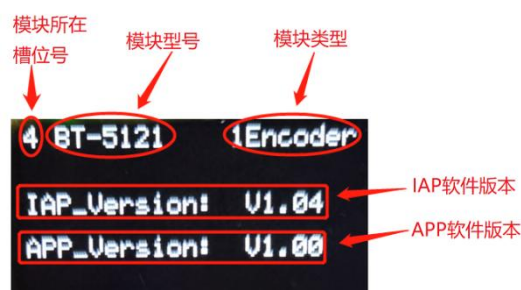 模块所在
槽位号
模块型号
模块类型
4 BT-5121 1Encoder
IAP_Version: V1.04
IAP软件版本
APP_Version: V1.00
APP软件版本